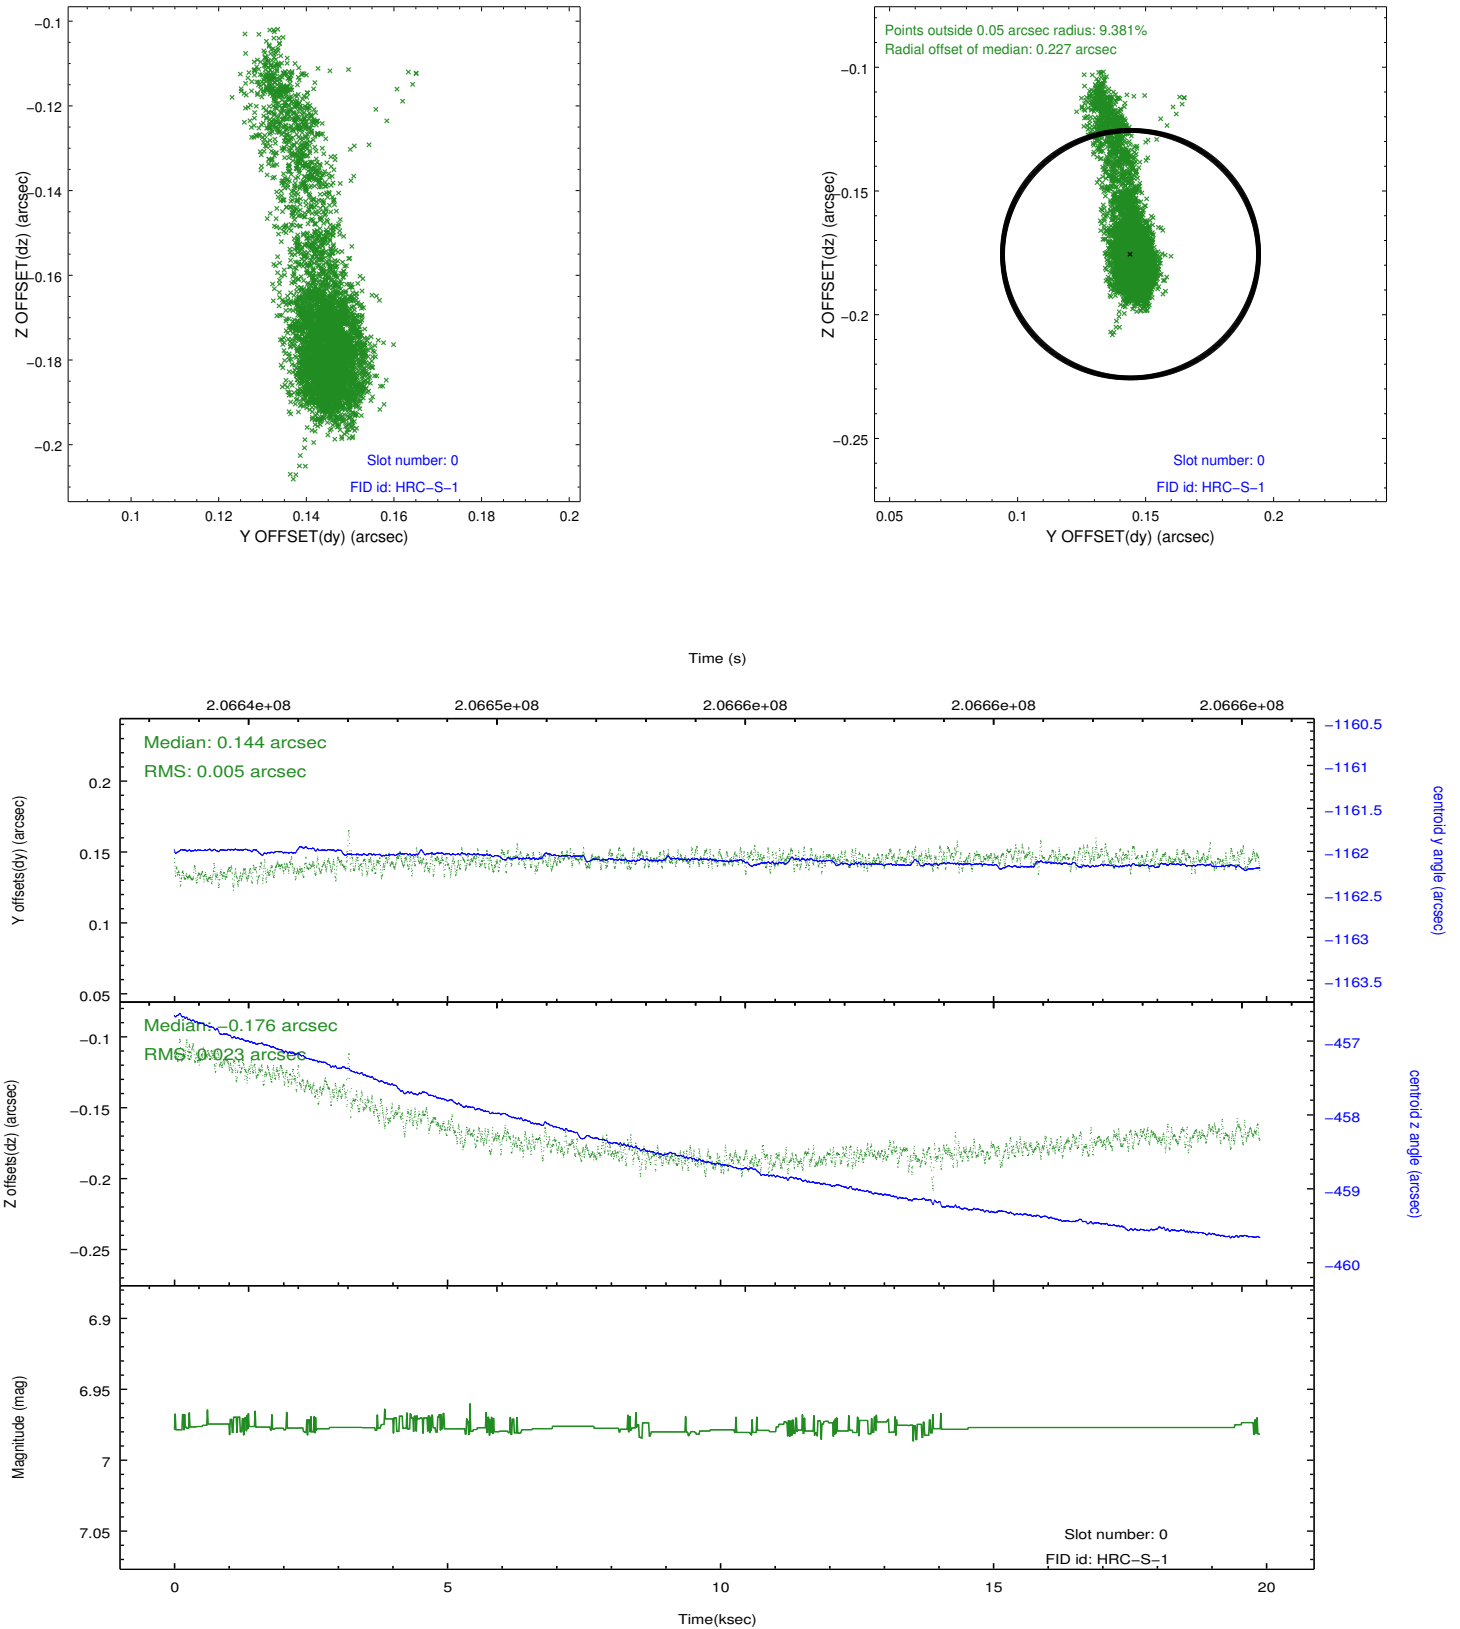 −0.1
−0.12
−0.14
−0.16
−0.18
−0.2
Z OFFSET(dz) (arcsec)
Slot number: 0
FID id: HRC−S−1
0.1 0.12 0.14 0.16 0.18 0.2
Y OFFSET(dy) (arcsec)
Points outside 0.05 arcsec radius: 9.381%
Radial offset of median: 0.227 arcsec
−0.1
−0.15
−0.2
−0.25
Z OFFSET(dz) (arcsec)
Slot number: 0
FID id: HRC−S−1
0.05 0.1 0.15 0.2
Y OFFSET(dy) (arcsec)
Time (s)
2.0664e+08 2.0665e+08 2.0666e+08 2.0666e+08 2.0666e+08
Median: 0.144 arcsec
RMS: 0.005 arcsec
0.2
0.15
0.1
0.05
Y offsets(dy) (arcsec)
−1160.5
−1161
−1161.5
−1162
−1162.5
−1163
−1163.5
centroid y angle (arcsec)
Median: −0.176 arcsec
RMS: 0.023 arcsec
−0.1
−0.15
−0.2
−0.25
Z offsets(dz) (arcsec)
−457
−458
−459
−460
centroid z angle (arcsec)
6.9
6.95
7
7.05
Magnitude (mag)
Slot number: 0
FID id: HRC−S−1
0 5 10 15 20
Time(ksec)